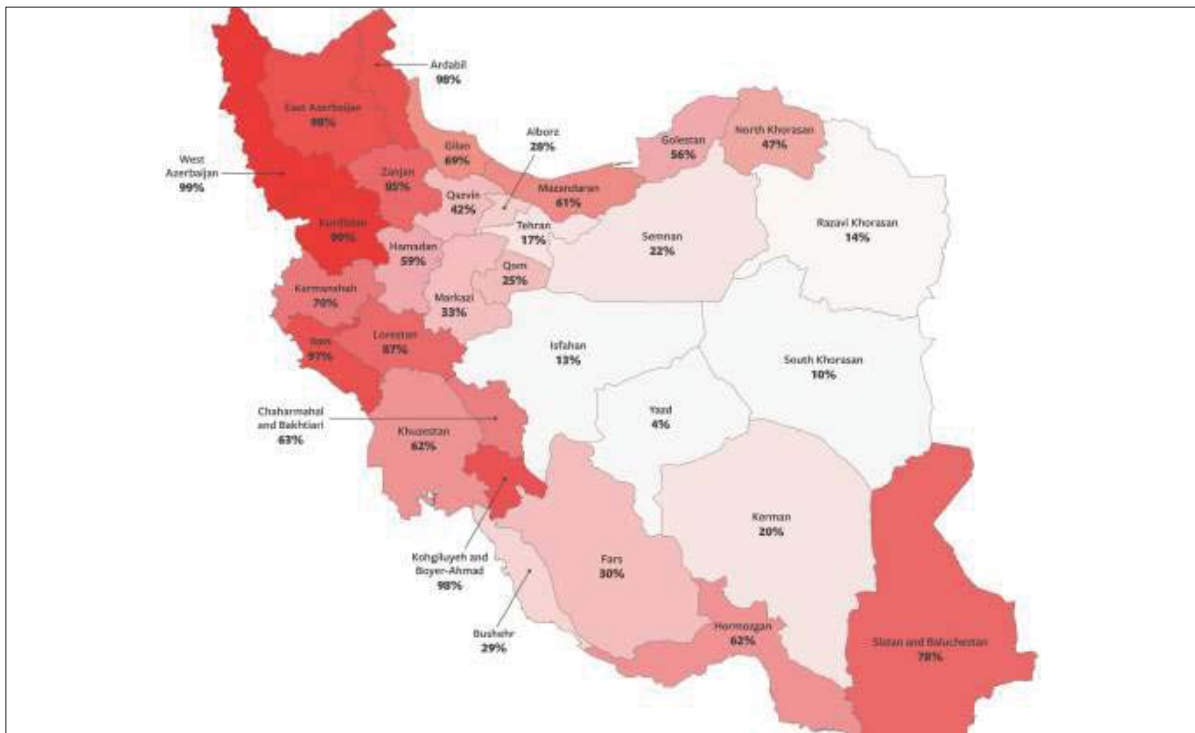 Ardabil
98%
East Azerbaijan
98%
West
Azerbaijan
99%
Gilan
69%
Alborz
28%
Golestan
56%
North Khorasan
47%
Zanjan
85%
Qazvin
42%
Mazandaran
61%
Tehran
17%
Semnan
22%
Razavi Khorasan
14%
Kurdistan
99%
Hamadan
59%
Qom
25%
Kermanshah
70%
Markazi
33%
Ilam
97%
Lorestan
87%
Isfahan
13%
South Khorasan
10%
Chaharmahal
and Bakhtiari
63%
Khuzestan
62%
Yazd
4%
Kohgiluyeh and
Boyer-Ahmad
98%
Fars
30%
Kerman
20%
Bushehr
29%
Hormozgan
62%
Sistan and Baluchestan
78%